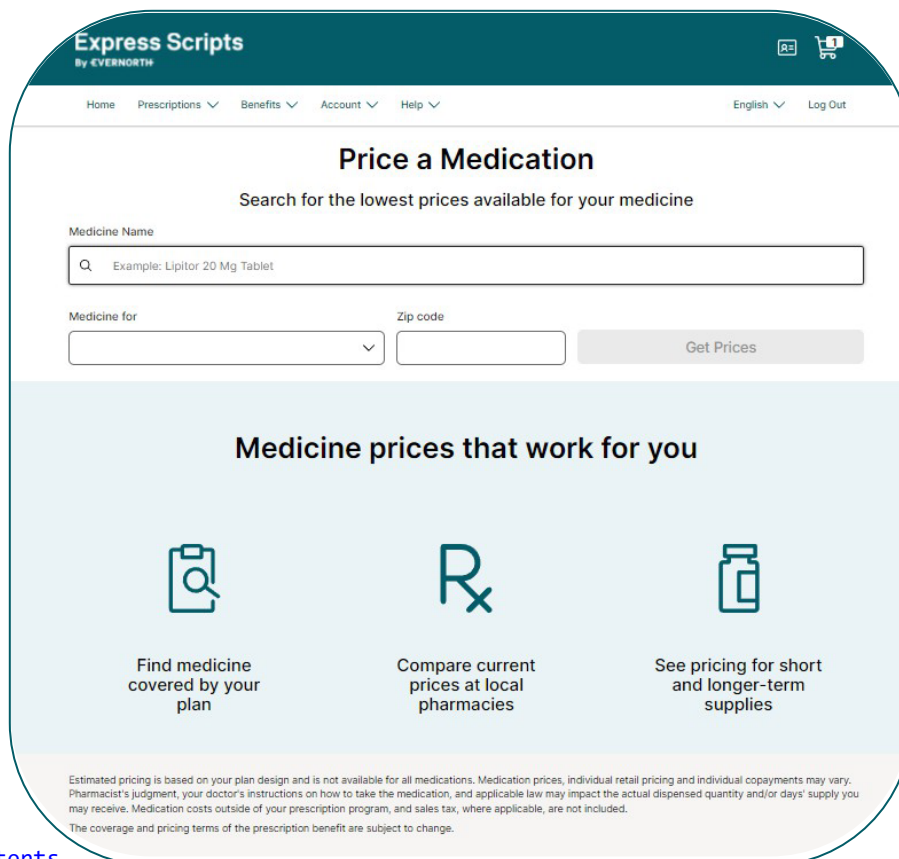 Express Scripts
By EVERNORTH
1
Home Prescriptions Benefits Account Help English Log Out
Price a Medication
Search for the lowest prices available for your medicine
Medicine Name
Example: Lipitor 20 Mg Tablet
Medicine for Zip code
Get Prices
Medicine prices that work for you
Find medicine
covered by your
plan
Rx
Compare current
prices at local
pharmacies
See pricing for short
and longer-term
supplies
Estimated pricing is based on your plan design and is not available for all medications. Medication prices, individual retail pricing and individual copayments may vary.
Pharmacist's judgment, your doctor's instructions on how to take the medication, and applicable law may impact the actual dispensed quantity and/or days' supply you
may receive. Medication costs outside of your prescription program, and sales tax, where applicable, are not included.
The coverage and pricing terms of the prescription benefit are subject to change.